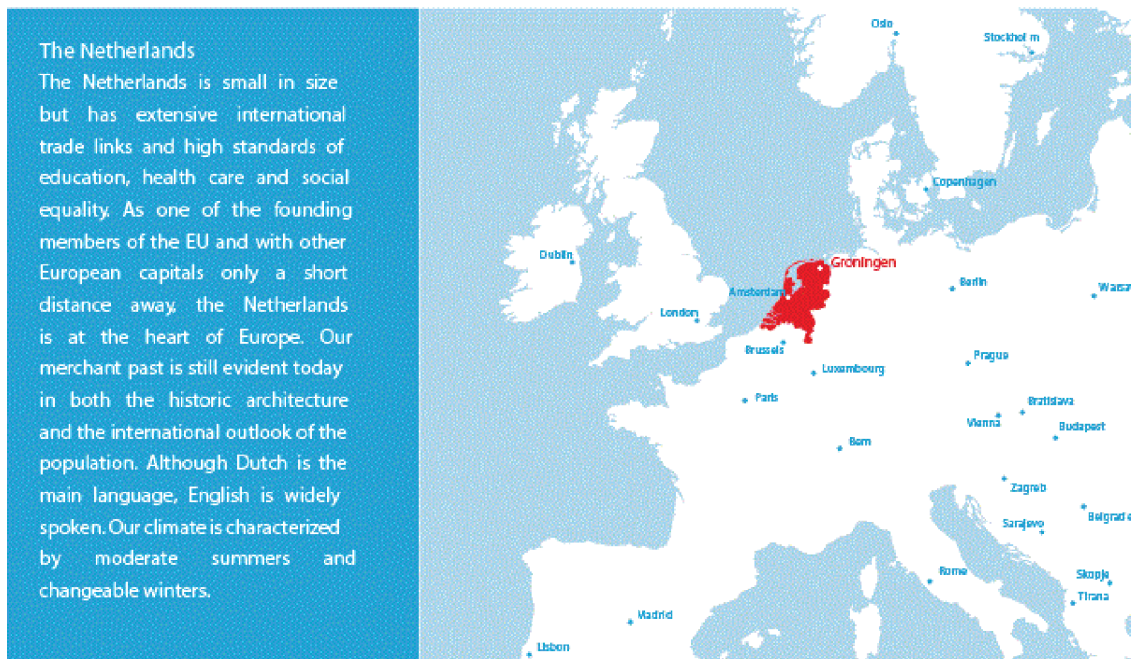 The Netherlands
The Netherlands is small in size
but has extensive international
trade links and high standards of
education, health care and social
equality. As one of the founding
members of the EU and with other
European capitals only a short
distance away, the Netherlands
is at the heart of Europe. Our
merchant past is still evident today
in both the historic architecture
and the international outlook of the
population. Although Dutch is the
main language, English is widely
spoken. Our climate is characterized
by moderate summers and
changeable winters.
Oslo
Stockholm
Copenhagen
Dublin
Groningen
Amsterdam
Berlin
Warsaw
London
Brussels
Luxembourg
Prague
Paris
Bratislava
Vienna
Budapest
Bern
Zagreb
Belgrade
Sarajevo
Rome
Skopje
Tirana
Madrid
Lisbon